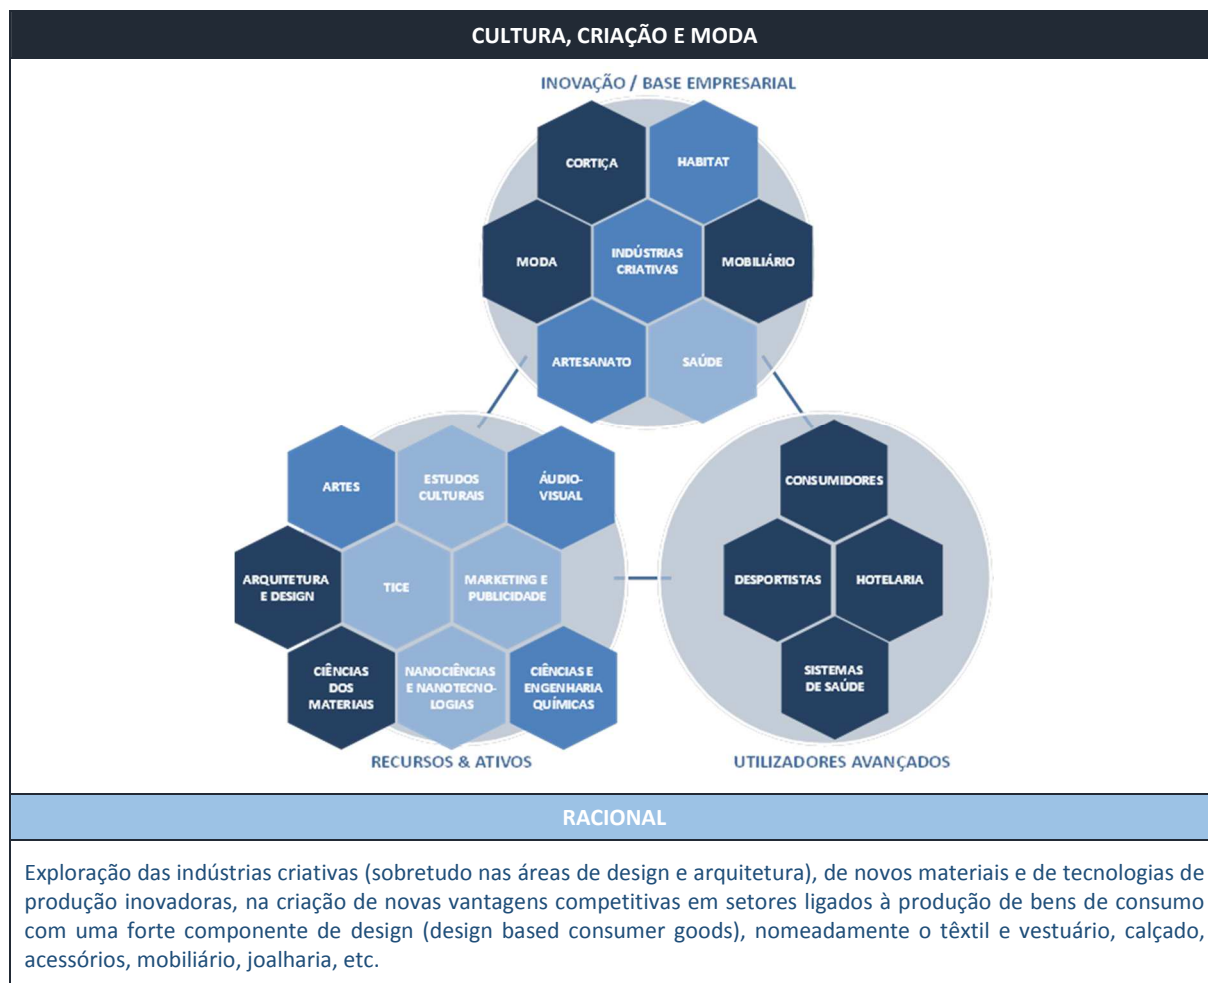 CULTURA, CRIAÇÃO E MODA
INOVAÇÃO / BASE EMPRESARIAL
CORTIÇA
HABITAT
MODA
INDÚSTRIAS
CRIATIVAS
MOBILIÁRIO
ARTESANATO
SAÚDE
ARTES
ESTUDOS
CULTURAIS
ÁUDIO-
VISUAL
ARQUITETURA
E DESIGN
TICE
MARKETING E
PUBLICIDADE
CIÊNCIAS
DOS
MATERIAIS
NANOCIÊNCIAS
E NANOTECNO-
LOGIAS
CIÊNCIAS E
ENGENHARIA
QUÍMICAS
RECURSOS & ATIVOS
CONSUMIDORES
DESPORTISTAS
HOTELARIA
SISTEMAS
DE SAÚDE
UTILIZADORES AVANÇADOS
RACIONAL
Exploração das indústrias criativas (sobretudo nas áreas de design e arquitetura), de novos materiais e de tecnologias de
produção inovadoras, na criação de novas vantagens competitivas em setores ligados à produção de bens de consumo
com uma forte componente de design (design based consumer goods), nomeadamente o têxtil e vestuário, calçado,
acessórios, mobiliário, joalharia, etc.